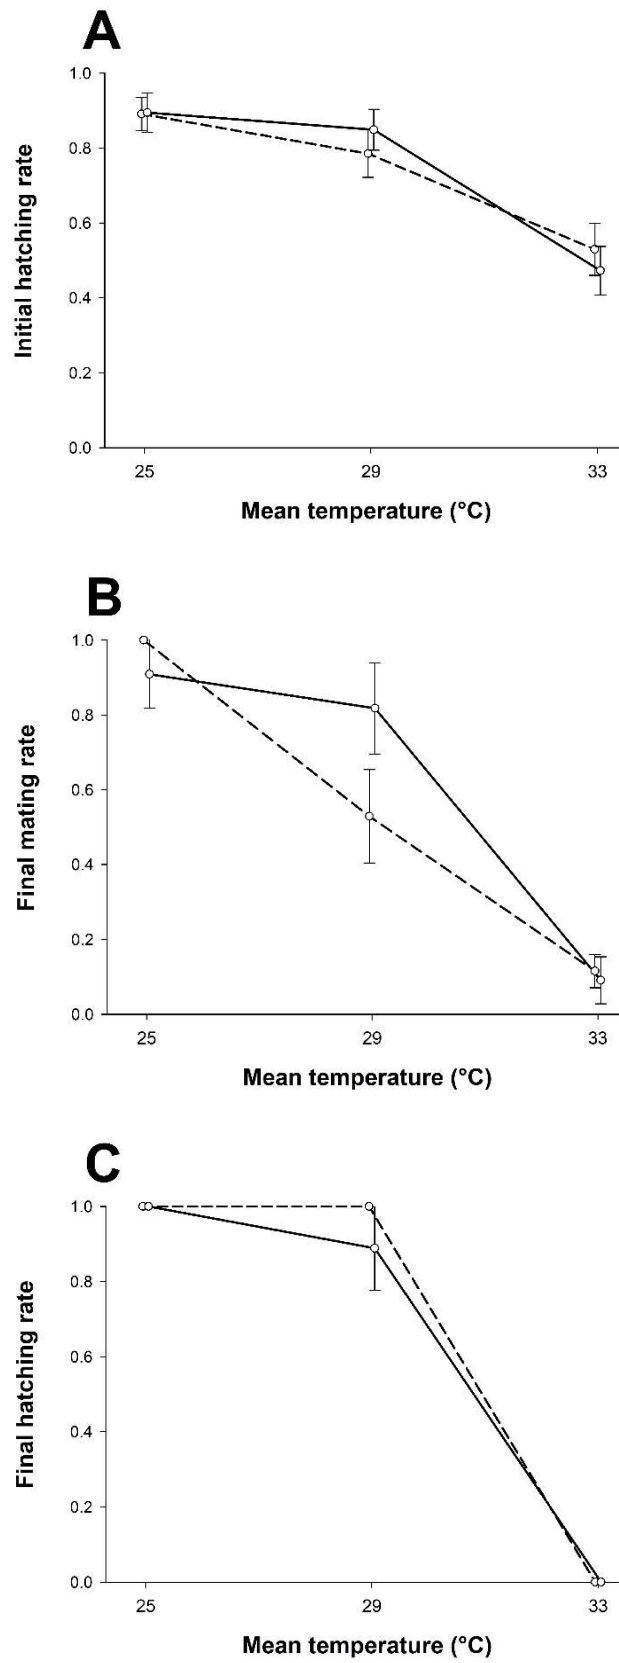 A
1.0
0.8
0.6
0.4
0.2
0.0
Initial hatching rate
25 29 33
Mean temperature (°C)
B
1.0
0.8
0.6
0.4
0.2
0.0
Final mating rate
25 29 33
Mean temperature (°C)
C
1.0
0.8
0.6
0.4
0.2
0.0
Final hatching rate
25 29 33
Mean temperature (°C)